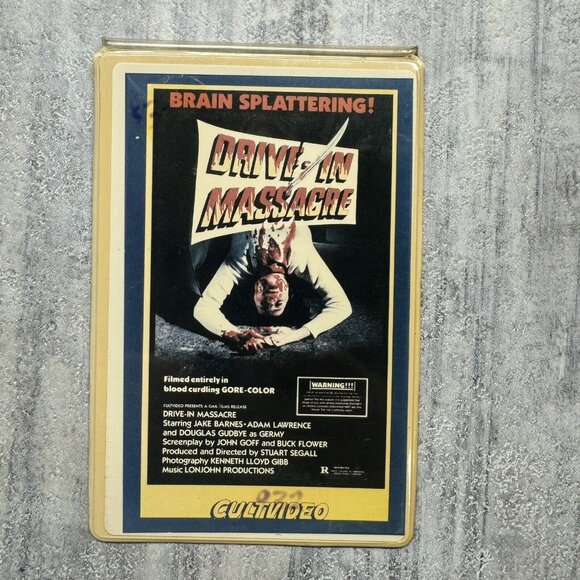 BRAIN SPLATTERING!
DRIVE-IN
MASSACRE
Filmed entirely in
blood curdling GORE-COLOR
WARNING!!!
CULTVIDEO PRESENTS A GAIL FILMS RELEASE
DRIVE-IN MASSACRE
Starring JAKE BARNES · ADAM LAWRENCE
and DOUGLAS GUDBYE as GERMY
Screenplay by JOHN GOFF and BUCK FLOWER
Produced and Directed by STUART SEGALL
Photography KENNETH LLOYD GIBB
Music LONJOHN PRODUCTIONS
R
CULTVIDEO